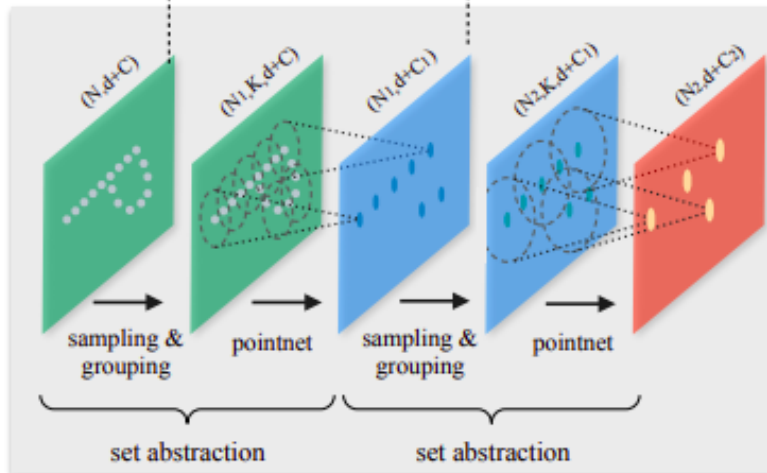 (N,d+C)
(N1,K,d+C)
(N1,d+C1)
(N2,K,d+C1)
(N2,d+C2)
sampling &
grouping
pointnet
sampling &
grouping
pointnet
set abstraction
set abstraction